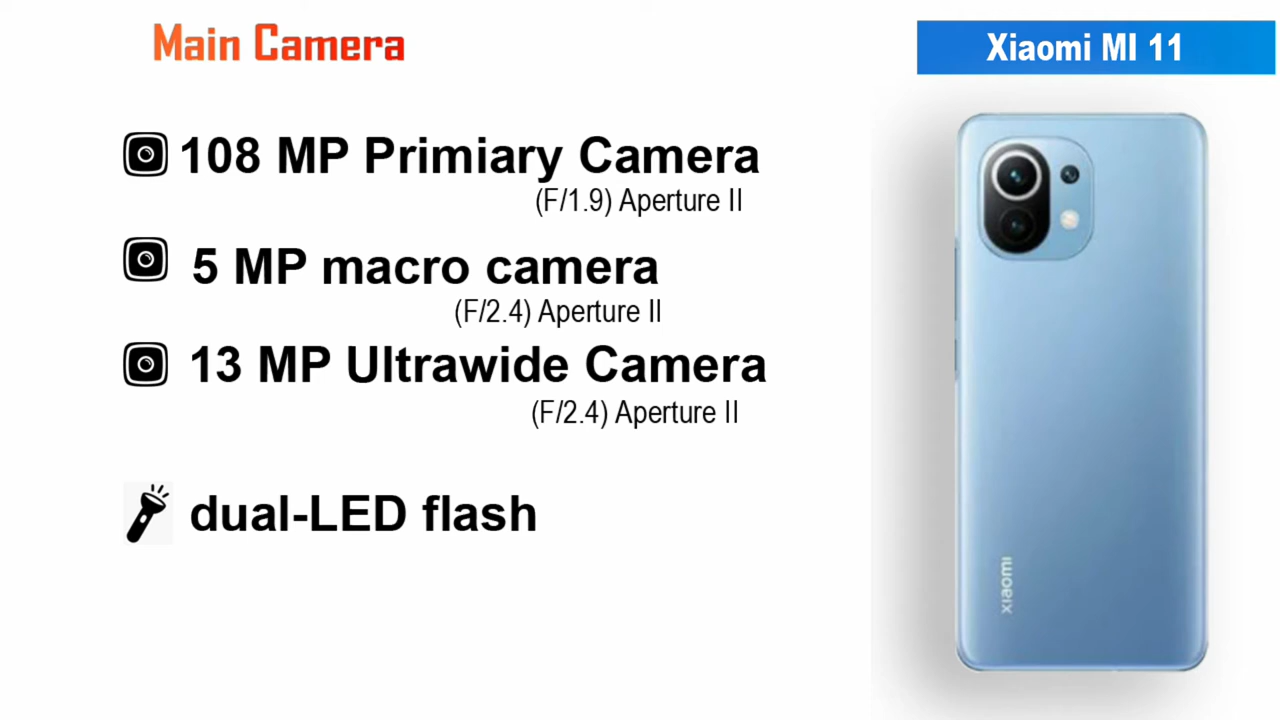 Main Camera
Xiaomi MI 11
108 MP Primiary Camera
(F/1.9) Aperture II
5 MP macro camera
(F/2.4) Aperture II
13 MP Ultrawide Camera
(F/2.4) Aperture II
dual-LED flash
xiaomi